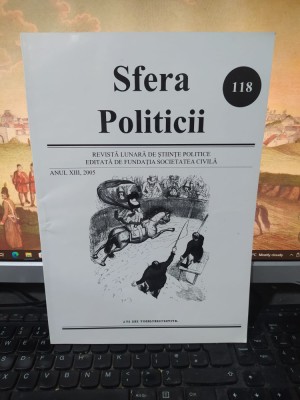 Sfera
Politicii
118
REVISTĂ LUNARĂ DE ŞTIINŢE POLITICE
EDITATĂ DE FUNDAŢIA SOCIETATEA CIVILĂ
ANUL XIII, 2005